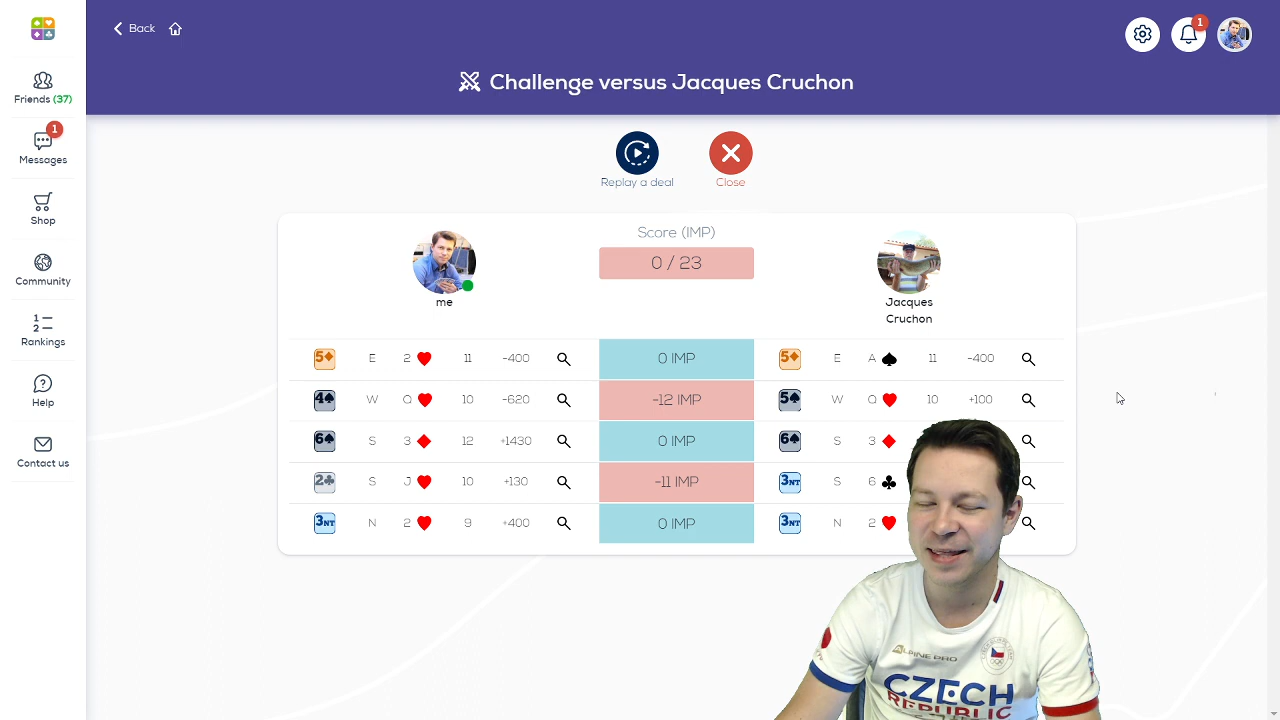 Back
1
Friends (37)
Challenge versus Jacques Cruchon
1
Messages
Replay a deal
Close
Shop
Score (IMP)
0 / 23
Community
me
Jacques
Cruchon
1
2
Rankings
5♦ E 2♥ 11 -400 0 IMP 5♦ E A♠ 11 -400
Help
4♠ W Q♥ 10 -620 -12 IMP 5♠ W Q♥ 10 +100
6♠ S 3♦ 12 +1430 0 IMP 6♠ S 3♦
Contact us
2♣ S J♥ 10 +130 -11 IMP 3NT S 6♣
3NT N 2♥ 9 +400 0 IMP 3NT N 2♥
ALPINE PRO
CZECH
REPUBLIC